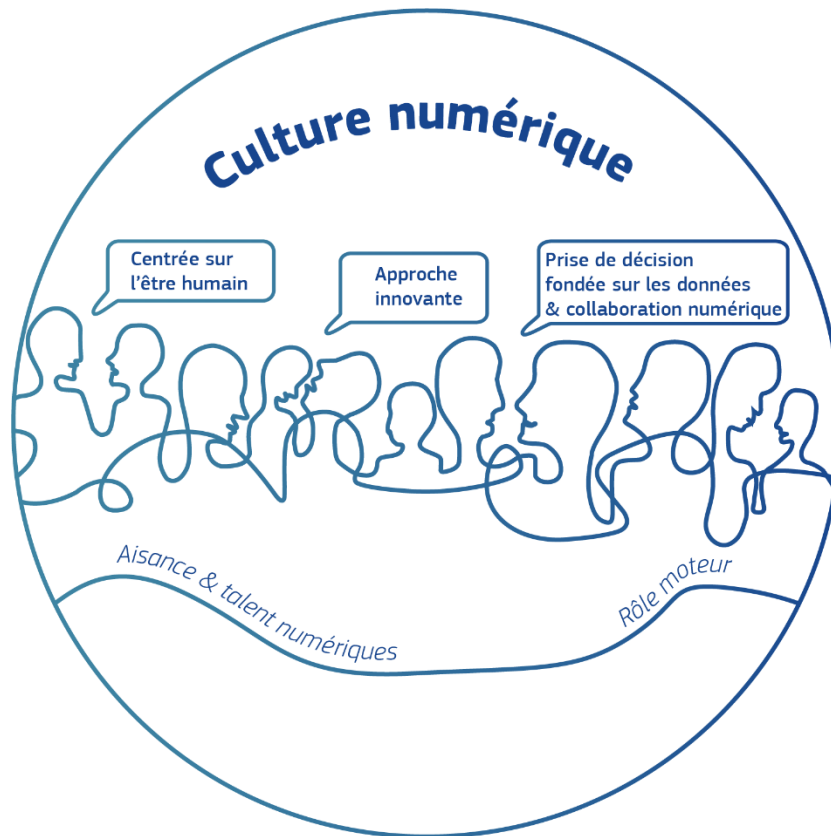 Culture numérique
Centrée sur
l'être humain
Approche
innovante
Prise de décision
fondée sur les données
& collaboration numérique
Aisance & talent numériques
Rôle moteur